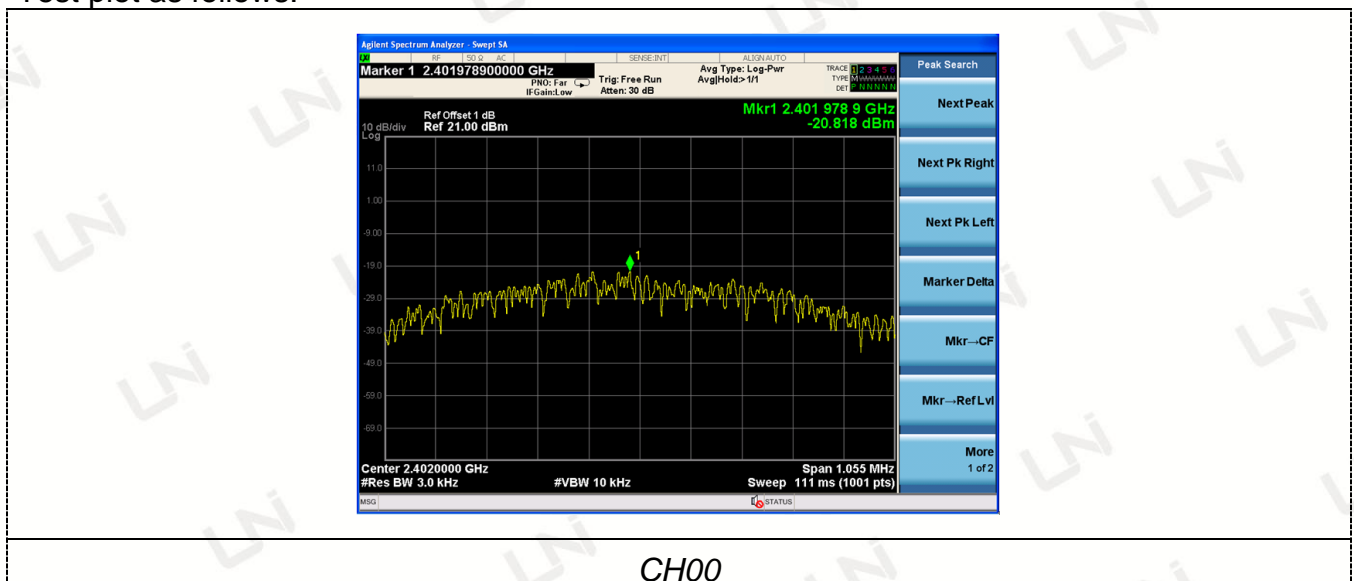 Agilent Spectrum Analyzer - Swept SA
RF 50 Ω AC SENSE:INT ALIGN AUTO
Marker 1 2.401978900000 GHz
PNO: Far
IFGain:Low
Trig: Free Run
Atten: 30 dB
Avg Type: Log-Pwr
Avg|Hold:>1/1
TRACE 1 2 3 4 5 6
TYPE M
DET P N N N N N
Ref Offset 1 dB
10 dB/div Ref 21.00 dBm
Log
Mkr1 2.401 978 9 GHz
-20.818 dBm
11.0
1.00
-9.00
-19.0
-29.0
-39.0
-49.0
-59.0
-69.0
1
Center 2.4020000 GHz Span 1.055 MHz
#Res BW 3.0 kHz #VBW 10 kHz Sweep 111 ms (1001 pts)
MSG STATUS
Peak Search
Next Peak
Next Pk Right
Next Pk Left
Marker Delta
Mkr→CF
Mkr→Ref Lvl
More
1 of 2
CH00